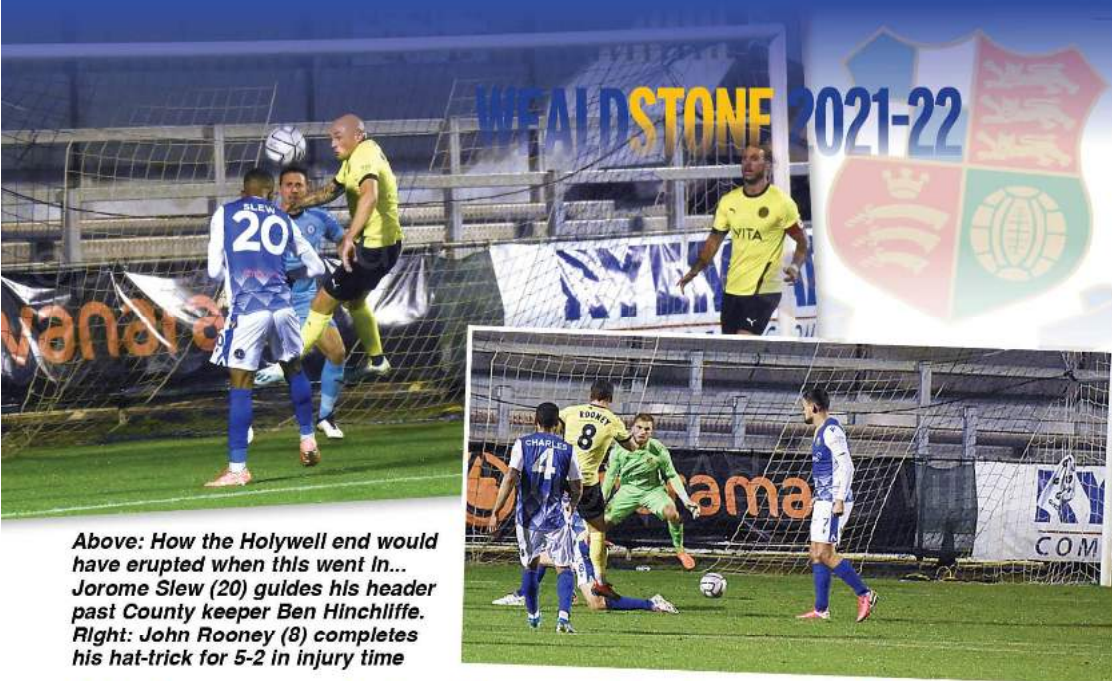 WEALDSTONE 2021-22
SLEW
20
VITA
ROONEY
8
CHARLES
4
7
COM
Above: How the Holywell end would
have erupted when this went in...
Jorome Slew (20) guides his header
past County keeper Ben Hinchliffe.
Right: John Rooney (8) completes
his hat-trick for 5-2 in injury time